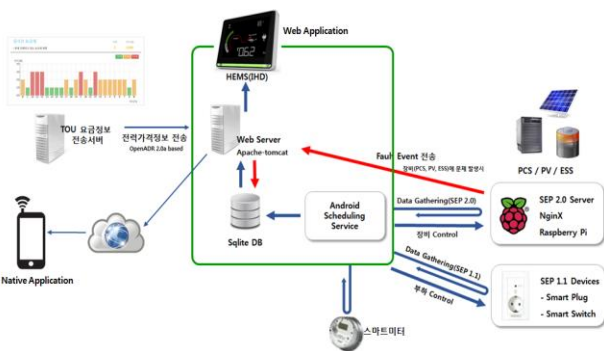 Web Application
1062
HEMS(IHD)
TOU 요금정보
전송서버
전력가격정보 전송
OpenADR 2.0a based
Web Server
Apache-tomcat
Fault Event 전송
장비(PCS, PV, ESS)에 문제 발생시
PCS / PV / ESS
Sqlite DB
Android
Scheduling
Service
Data Gathering(SEP 2.0)
장비 Control
SEP 2.0 Server
NginX
Raspberry Pi
Native Application
Data Gathering(SEP 1.1)
부하 Control
SEP 1.1 Devices
- Smart Plug
- Smart Switch
스마트미터